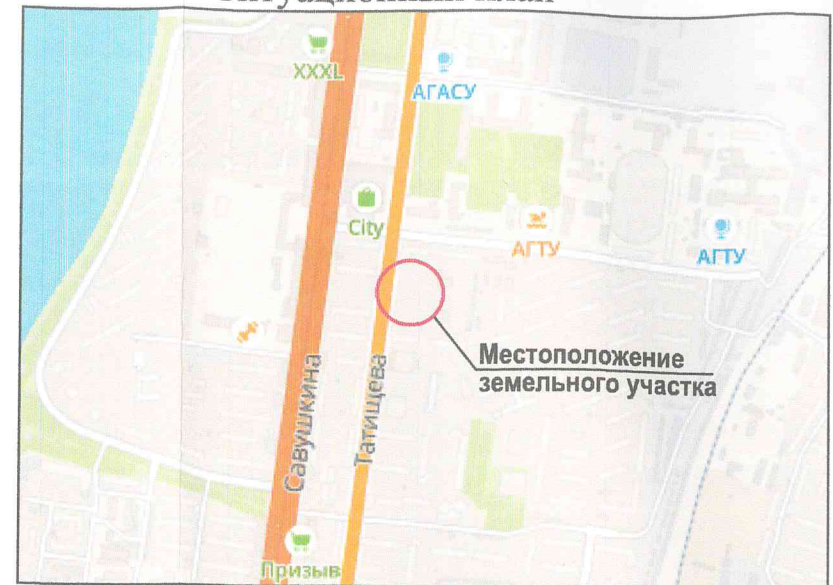 XXXL
АГАСУ
City
АГТУ
АГТУ
Местоположение
земельного участка
Савушкина
Татищева
Призыв